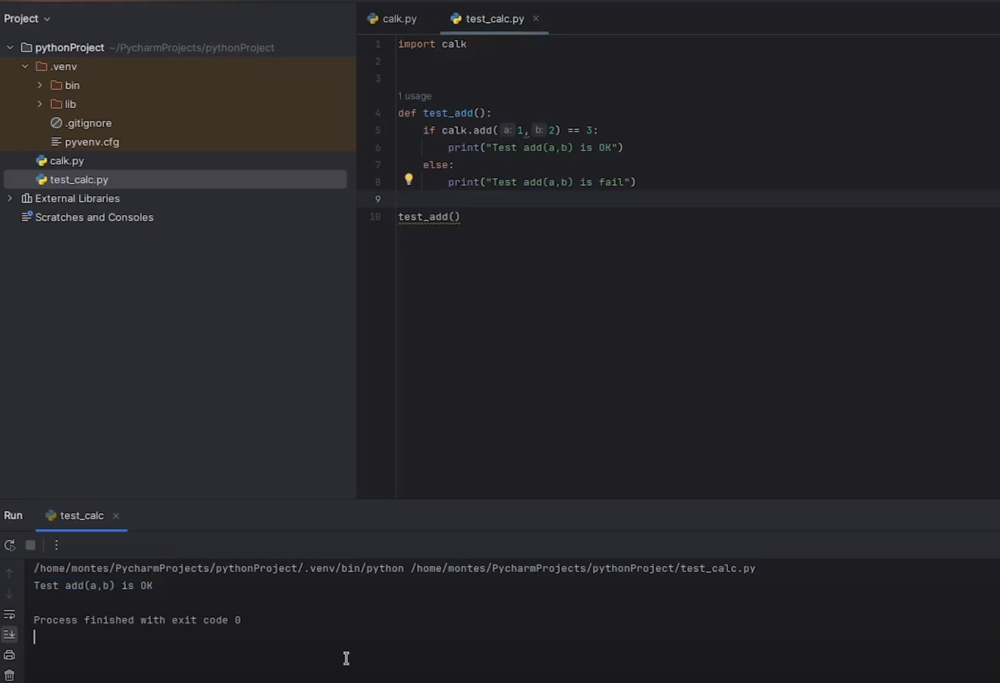 Project
pythonProject ~/PycharmProjects/pythonProject
.venv
bin
lib
.gitignore
pyvenv.cfg
calk.py
test_calc.py
External Libraries
Scratches and Consoles
calk.py test_calc.py
1 import calk
2
3
1 usage
4 def test_add():
5 if calk.add( a: 1, b: 2) == 3:
6 print("Test add(a,b) is OK")
7 else:
8 print("Test add(a,b) is fail")
9
10 test_add()
Run test_calc
/home/montes/PycharmProjects/pythonProject/.venv/bin/python /home/montes/PycharmProjects/pythonProject/test_calc.py
Test add(a,b) is OK
Process finished with exit code 0